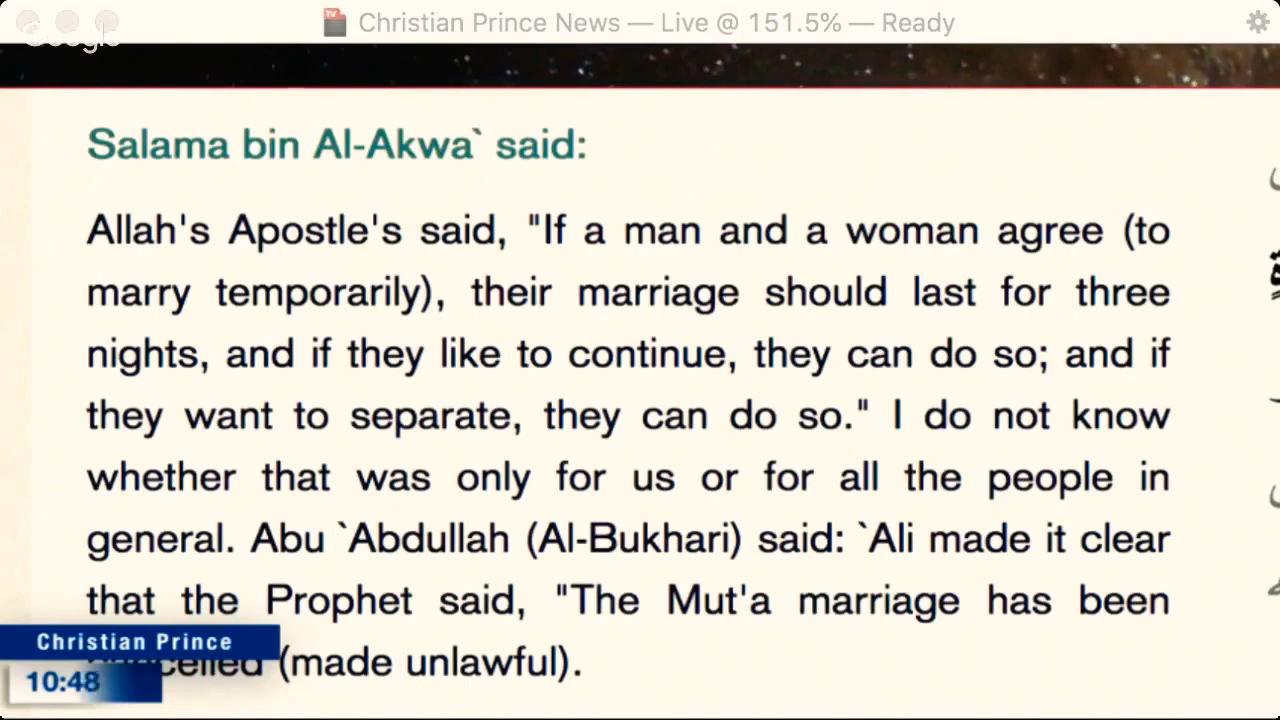 Christian Prince News — Live @ 151.5% — Ready
Google
Salama bin Al-Akwa` said:
Allah's Apostle's said, "If a man and a woman agree (to
marry temporarily), their marriage should last for three
nights, and if they like to continue, they can do so; and if
they want to separate, they can do so." I do not know
whether that was only for us or for all the people in
general. Abu `Abdullah (Al-Bukhari) said: `Ali made it clear
that the Prophet said, "The Mut'a marriage has been
(made unlawful).
Christian Prince
10:48